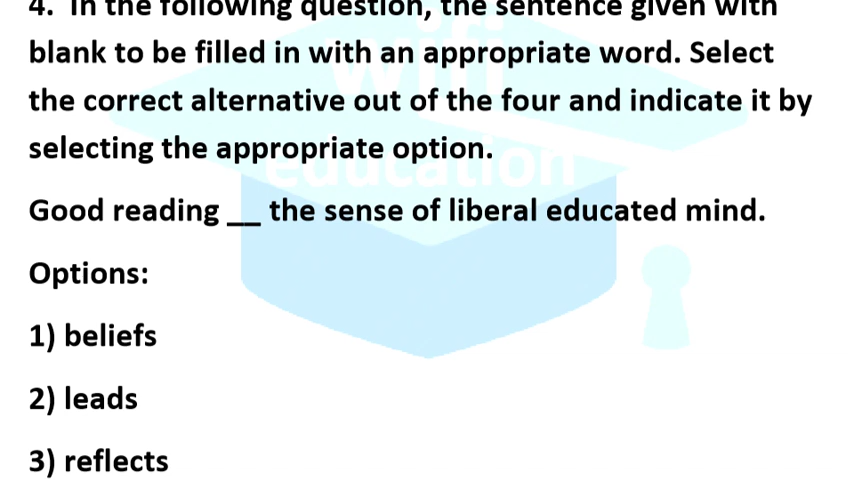 4. In the following question, the sentence given with
blank to be filled in with an appropriate word. Select
the correct alternative out of the four and indicate it by
selecting the appropriate option.
Good reading __ the sense of liberal educated mind.
Options:
1) beliefs
2) leads
3) reflects
wifi
education